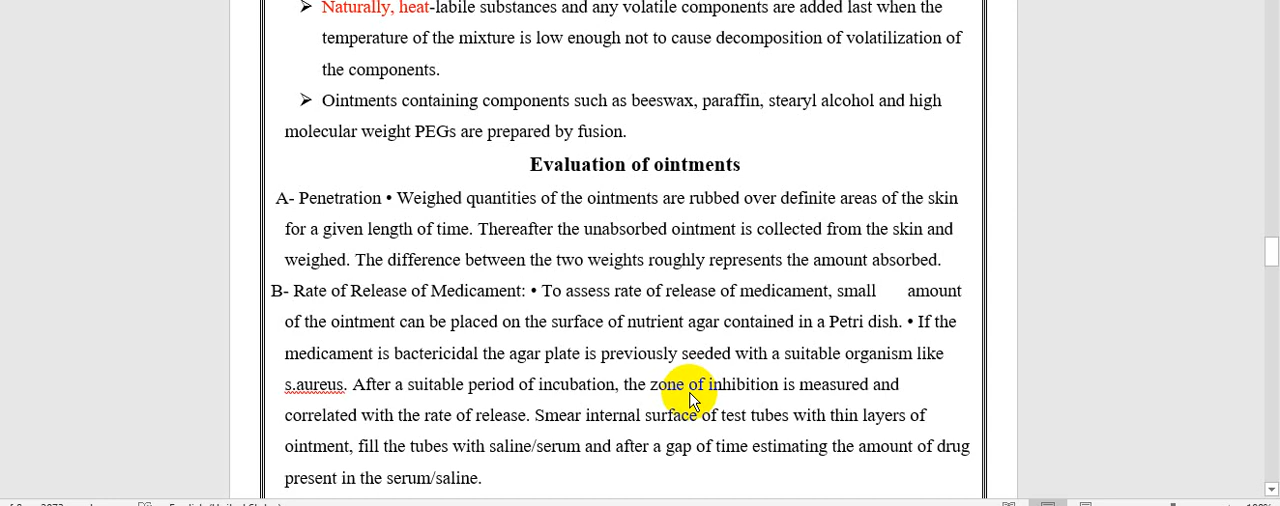 ➢ Naturally, heat-labile substances and any volatile components are added last when the
temperature of the mixture is low enough not to cause decomposition of volatilization of
the components.
➢ Ointments containing components such as beeswax, paraffin, stearyl alcohol and high
molecular weight PEGs are prepared by fusion.
Evaluation of ointments
A- Penetration • Weighed quantities of the ointments are rubbed over definite areas of the skin
for a given length of time. Thereafter the unabsorbed ointment is collected from the skin and
weighed. The difference between the two weights roughly represents the amount absorbed.
B- Rate of Release of Medicament: • To assess rate of release of medicament, small amount
of the ointment can be placed on the surface of nutrient agar contained in a Petri dish. • If the
medicament is bactericidal the agar plate is previously seeded with a suitable organism like
s.aureus. After a suitable period of incubation, the zone of inhibition is measured and
correlated with the rate of release. Smear internal surface of test tubes with thin layers of
ointment, fill the tubes with saline/serum and after a gap of time estimating the amount of drug
present in the serum/saline.